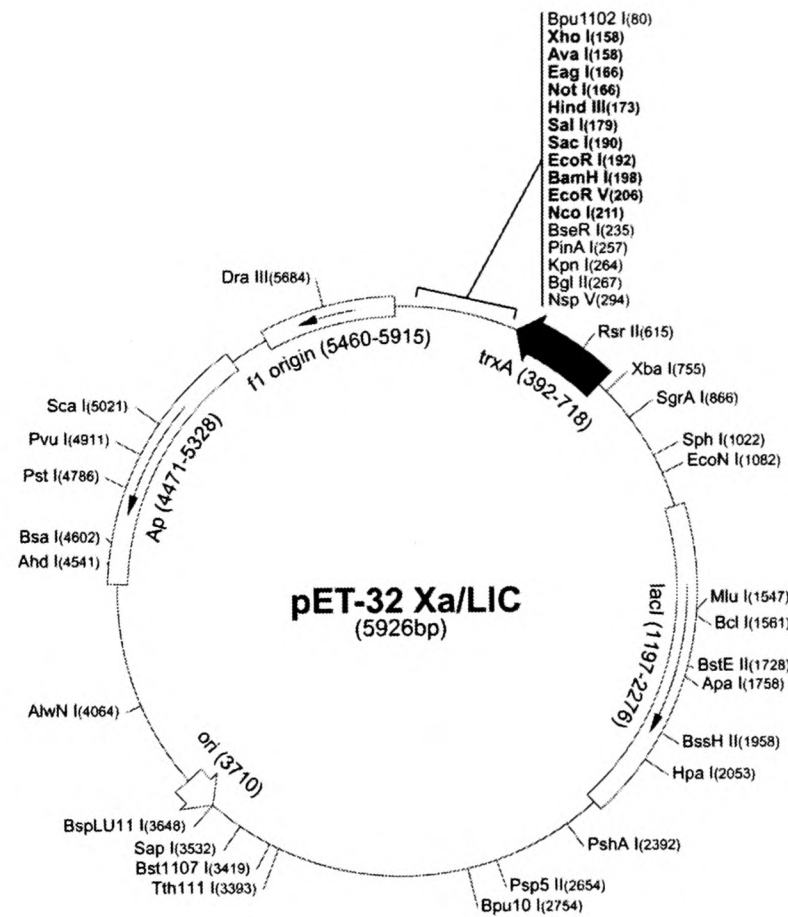 Bpu1102 I(80)
Xho I(158)
Ava I(158)
Eag I(166)
Not I(166)
Hind III(173)
Sal I(179)
Sac I(190)
EcoR I(192)
BamH I(198)
EcoR V(206)
Nco I(211)
BseR I(235)
PinA I(257)
Kpn I(264)
Bgl II(267)
Nsp V(294)
Dra III(5684)
Rsr II(615)
Xba I(755)
SgrA I(866)
Sph I(1022)
EcoN I(1082)
f1 origin (5460-5915)
trxA (392-718)
Sca I(5021)
Pvu I(4911)
Pst I(4786)
Bsa I(4602)
Ahd I(4541)
Ap (4471-5328)
pET-32 Xa/LIC
(5926bp)
lacI (1197-2276)
Mlu I(1547)
Bcl I(1561)
BstE II(1728)
Apa I(1758)
BssH II(1958)
Hpa I(2053)
AlwN I(4064)
ori (3710)
BspLU11 I(3648)
Sap I(3532)
Bst1107 I(3419)
Tth111 I(3393)
PshA I(2392)
Psp5 II(2654)
Bpu10 I(2754)